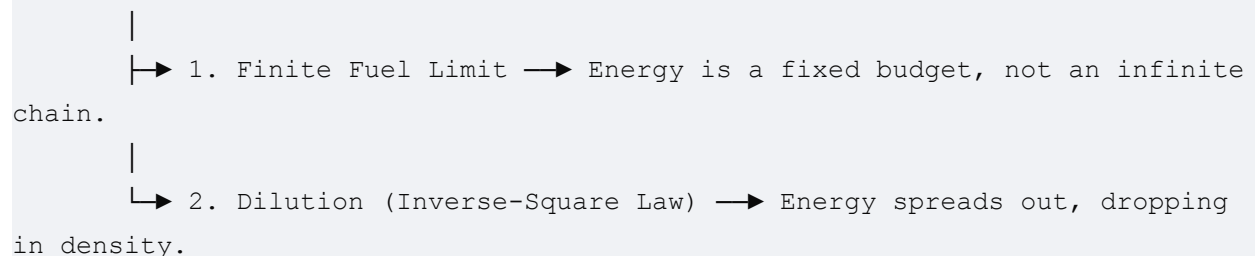 │
├─► 1. Finite Fuel Limit ──► Energy is a fixed budget, not an infinite
chain.
│
└─► 2. Dilution (Inverse-Square Law) ──► Energy spreads out, dropping
in density.